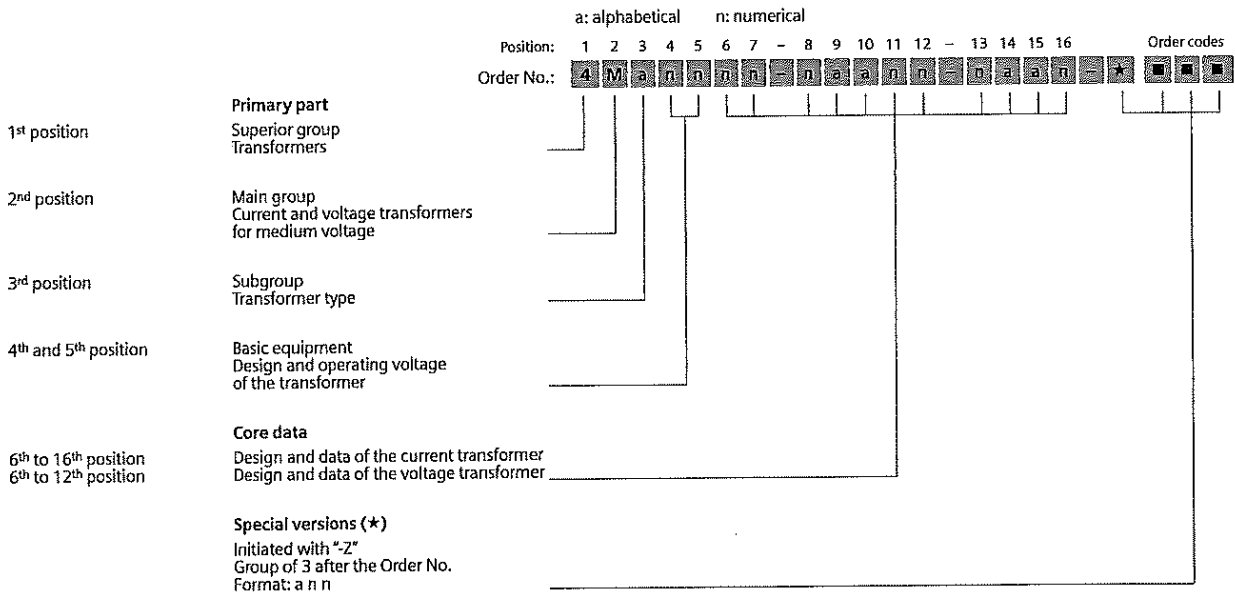 a: alphabetical n: numerical
Position: 1 2 3 4 5 6 7 – 8 9 10 11 12 – 13 14 15 16 Order codes
Order No.: 4 M a n n n n – n a a n n – n a a n – ★ ■ ■ ■
Primary part
1st position Superior group
Transformers
2nd position Main group
Current and voltage transformers
for medium voltage
3rd position Subgroup
Transformer type
4th and 5th position Basic equipment
Design and operating voltage
of the transformer
Core data
6th to 16th position Design and data of the current transformer
6th to 12th position Design and data of the voltage transformer
Special versions (★)
Initiated with "-Z"
Group of 3 after the Order No.
Format: a n n